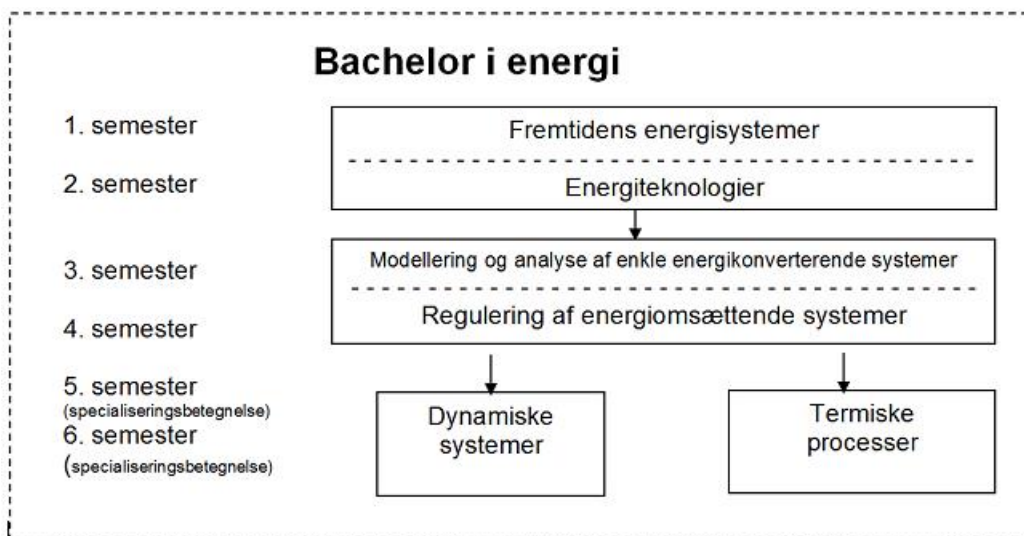 Bachelor i energi
1. semester
Fremtidens energisystemer
2. semester
Energiteknologier
3. semester
Modellering og analyse af enkle energikonverterende systemer
4. semester
Regulering af energiomsættende systemer
5. semester
(specialiseringsbetegnelse)
6. semester
(specialiseringsbetegnelse)
Dynamiske
systemer
Termiske
processer